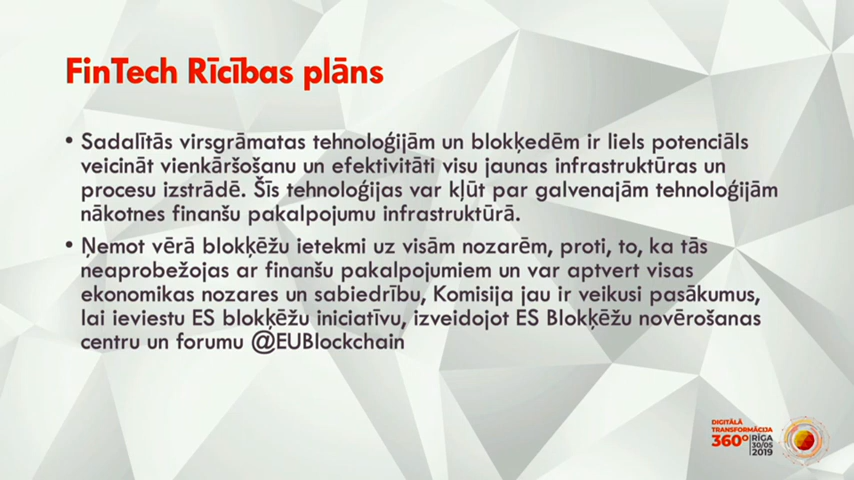 FinTech Rīcības plāns
• Sadalītās virsgrāmatas tehnoloģijām un blokķedēm ir liels potenciāls
veicināt vienkāršošanu un efektivitāti visu jaunas infrastruktūras un
procesu izstrādē. Šīs tehnoloģijas var kļūt par galvenajām tehnoloģijām
nākotnes finanšu pakalpojumu infrastruktūrā.
• Ņemot vērā blokķēžu ietekmi uz visām nozarēm, proti, to, ka tās
neaprobežojas ar finanšu pakalpojumiem un var aptvert visas
ekonomikas nozares un sabiedrību, Komisija jau ir veikusi pasākumus,
lai ieviestu ES blokķēžu iniciatīvu, izveidojot ES Blokķēžu novērošanas
centru un forumu @EUBlockchain
DIGITĀLĀ
TRANSFORMĀCIJA
360° RĪGA
30/05
2019